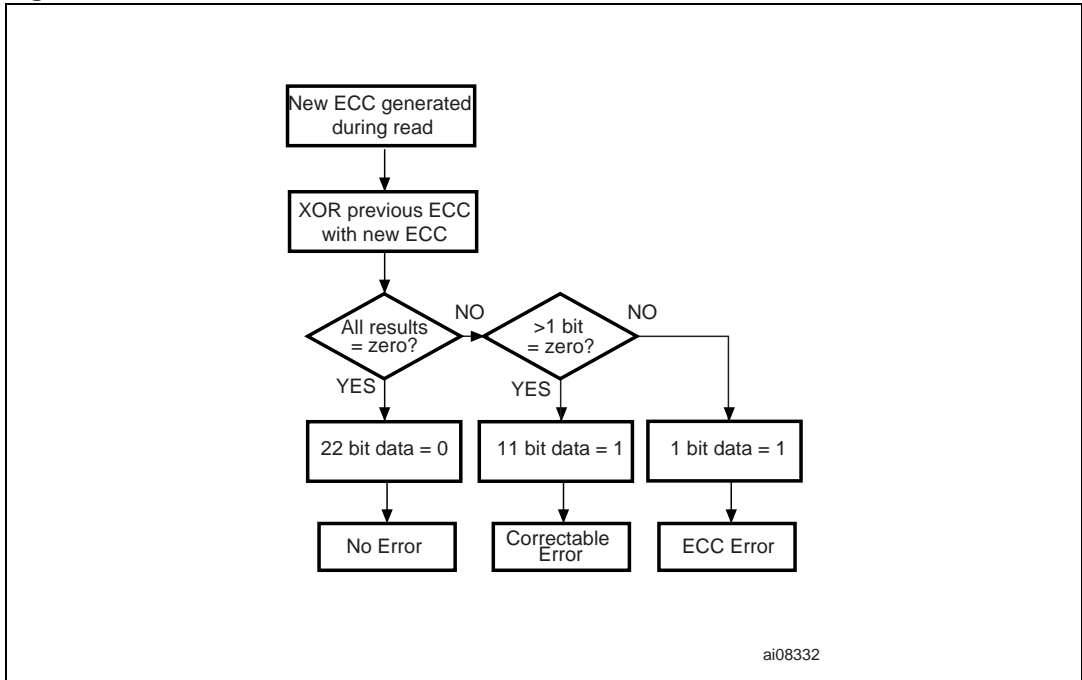 New ECC generated
during read
XOR previous ECC
with new ECC
All results
= zero?
NO
>1 bit
= zero?
NO
YES
YES
22 bit data = 0
11 bit data = 1
1 bit data = 1
No Error
Correctable
Error
ECC Error
ai08332